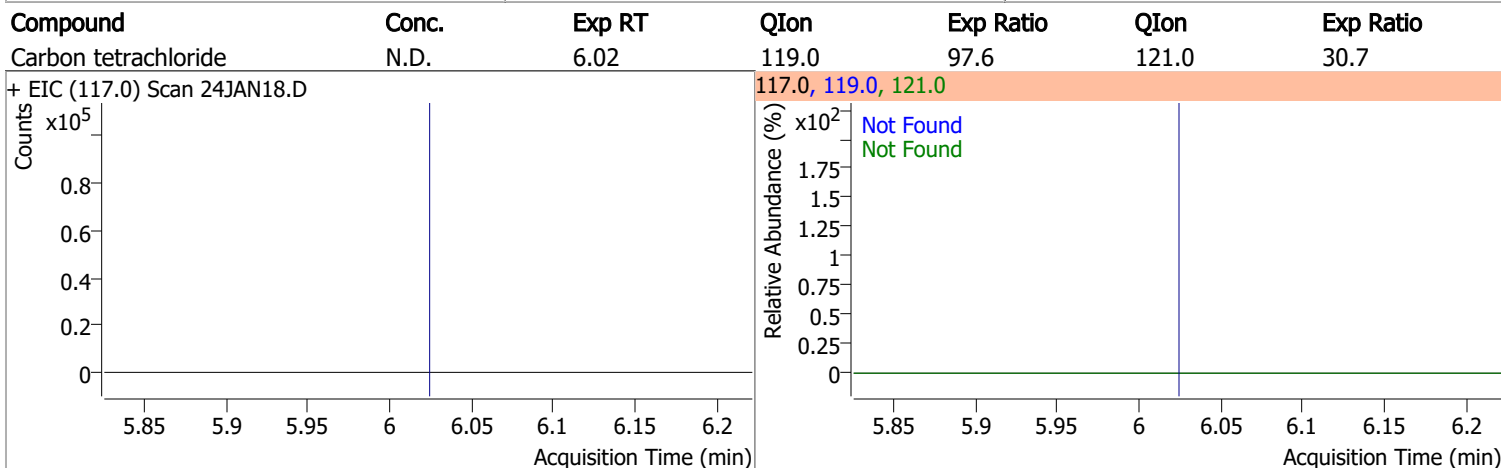 Compound Conc. Exp RT QIon Exp Ratio QIon Exp Ratio
Carbon tetrachloride N.D. 6.02 119.0 97.6 121.0 30.7
+ EIC (117.0) Scan 24JAN18.D
Counts
x10⁵
0.8
0.6
0.4
0.2
0
5.85 5.9 5.95 6 6.05 6.1 6.15 6.2
Acquisition Time (min)
117.0, 119.0, 121.0
Relative Abundance (%)
x10²
Not Found
Not Found
1.75
1.5
1.25
1
0.75
0.5
0.25
0
5.85 5.9 5.95 6 6.05 6.1 6.15 6.2
Acquisition Time (min)